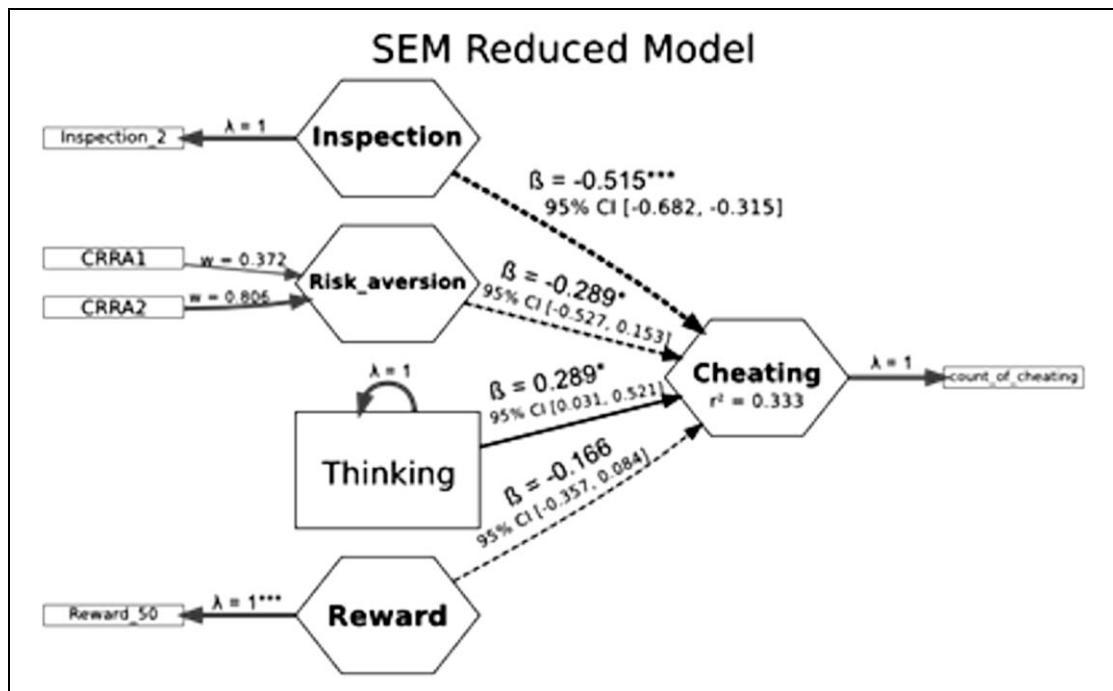 SEM Reduced Model
Inspection_2
λ = 1
Inspection
ß = -0.515***
95% CI [-0.682, -0.315]
CRRA1
w = 0.372
CRRA2
w = 0.806
Risk_aversion
ß = -0.289*
95% CI [-0.527, 0.153]
λ = 1
Thinking
ß = 0.289*
95% CI [0.031, 0.521]
Cheating
r² = 0.333
λ = 1
count_of_cheating
ß = -0.166
95% CI [-0.357, 0.084]
Reward_50
λ = 1***
Reward